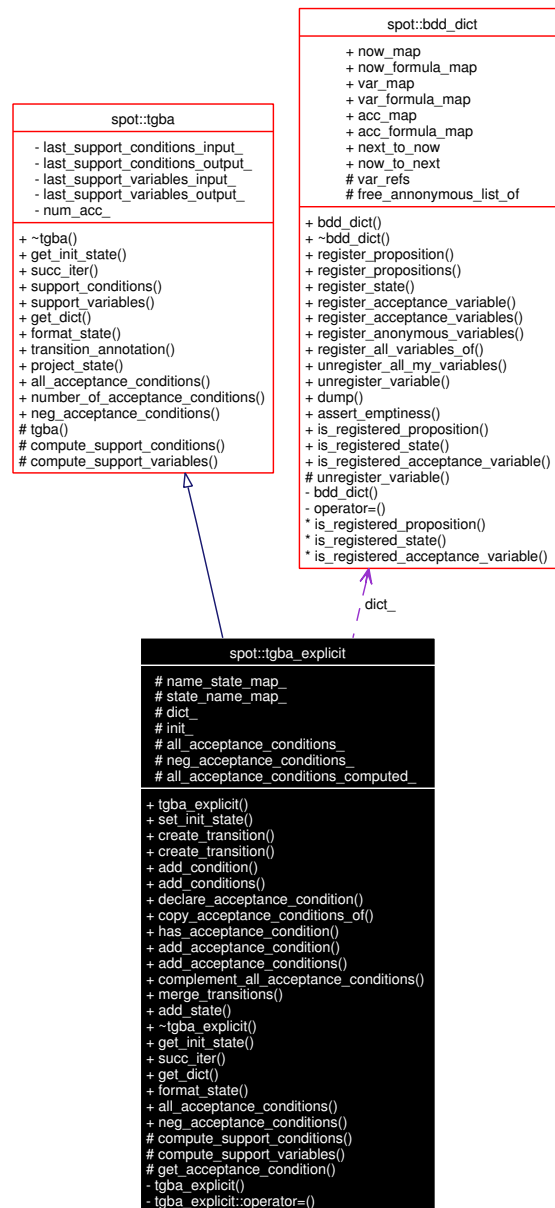 spot::bdd_dict
+ now_map
+ now_formula_map
+ var_map
+ var_formula_map
+ acc_map
+ acc_formula_map
+ next_to_now
+ now_to_next
# var_refs
# free_annonymous_list_of
+ bdd_dict()
+ ~bdd_dict()
+ register_proposition()
+ register_propositions()
+ register_state()
+ register_acceptance_variable()
+ register_acceptance_variables()
+ register_anonymous_variables()
+ register_all_variables_of()
+ unregister_all_my_variables()
+ unregister_variable()
+ dump()
+ assert_emptiness()
+ is_registered_proposition()
+ is_registered_state()
+ is_registered_acceptance_variable()
# unregister_variable()
- bdd_dict()
- operator=()
* is_registered_proposition()
* is_registered_state()
* is_registered_acceptance_variable()
spot::tgba
- last_support_conditions_input_
- last_support_conditions_output_
- last_support_variables_input_
- last_support_variables_output_
- num_acc_
+ ~tgba()
+ get_init_state()
+ succ_iter()
+ support_conditions()
+ support_variables()
+ get_dict()
+ format_state()
+ transition_annotation()
+ project_state()
+ all_acceptance_conditions()
+ number_of_acceptance_conditions()
+ neg_acceptance_conditions()
# tgba()
# compute_support_conditions()
# compute_support_variables()
dict_
spot::tgba_explicit
# name_state_map_
# state_name_map_
# dict_
# init_
# all_acceptance_conditions_
# neg_acceptance_conditions_
# all_acceptance_conditions_computed_
+ tgba_explicit()
+ set_init_state()
+ create_transition()
+ create_transition()
+ add_condition()
+ add_conditions()
+ declare_acceptance_condition()
+ copy_acceptance_conditions_of()
+ has_acceptance_condition()
+ add_acceptance_condition()
+ add_acceptance_conditions()
+ complement_all_acceptance_conditions()
+ merge_transitions()
+ add_state()
+ ~tgba_explicit()
+ get_init_state()
+ succ_iter()
+ get_dict()
+ format_state()
+ all_acceptance_conditions()
+ neg_acceptance_conditions()
# compute_support_conditions()
# compute_support_variables()
# get_acceptance_condition()
- tgba_explicit()
- tgba_explicit::operator=()